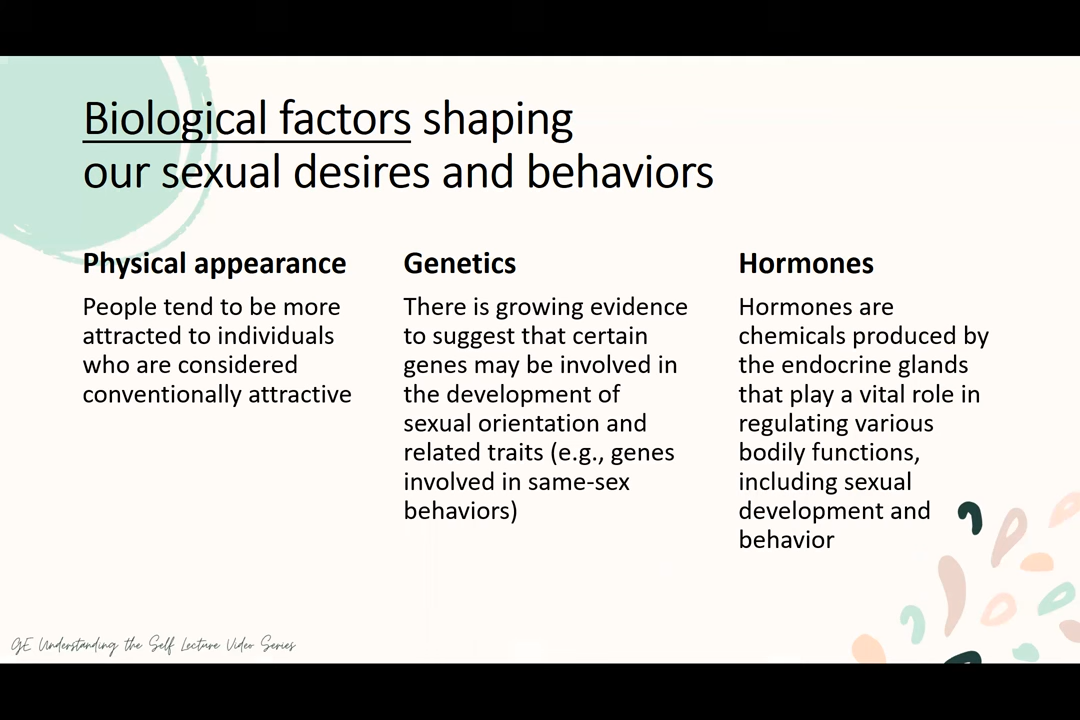 Biological factors shaping
our sexual desires and behaviors
Physical appearance
People tend to be more
attracted to individuals
who are considered
conventionally attractive
Genetics
There is growing evidence
to suggest that certain
genes may be involved in
the development of
sexual orientation and
related traits (e.g., genes
involved in same-sex
behaviors)
Hormones
Hormones are
chemicals produced by
the endocrine glands
that play a vital role in
regulating various
bodily functions,
including sexual
development and
behavior
GE Understanding the Self Lecture Video Series